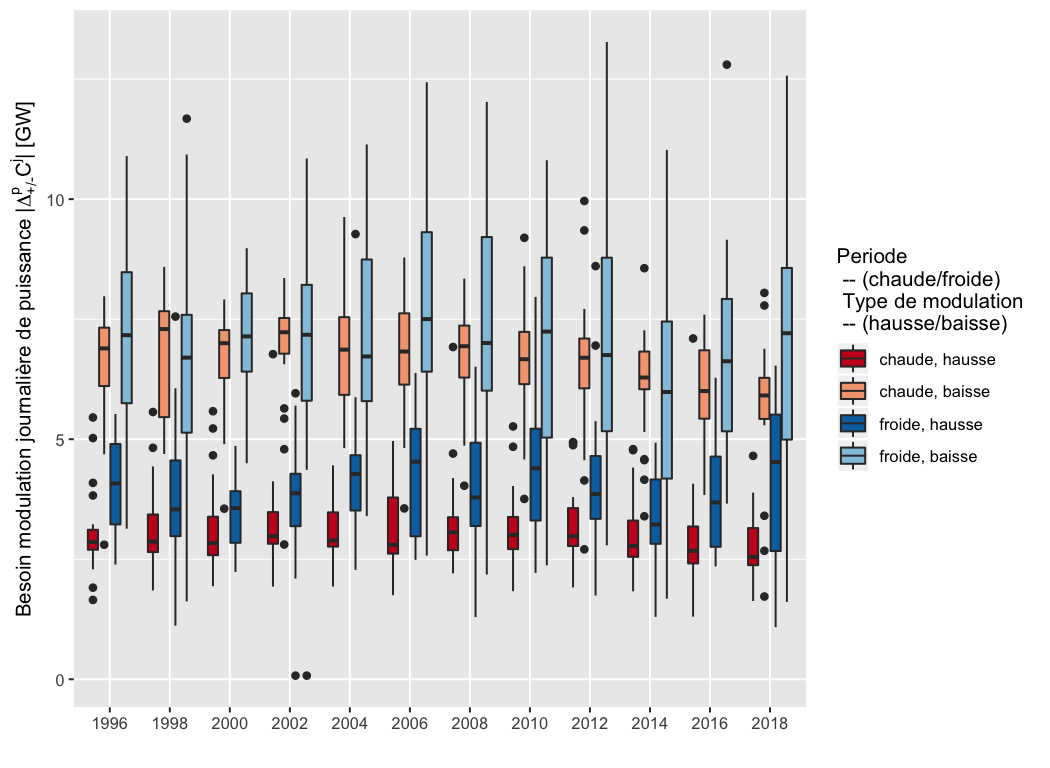 Besoin modulation journalière de puissance |Δ₊/₋ᵖCʲ| [GW]
10
5
0
1996 1998 2000 2002 2004 2006 2008 2010 2012 2014 2016 2018
Periode
-- (chaude/froide)
Type de modulation
-- (hausse/baisse)
chaude, hausse
chaude, baisse
froide, hausse
froide, baisse